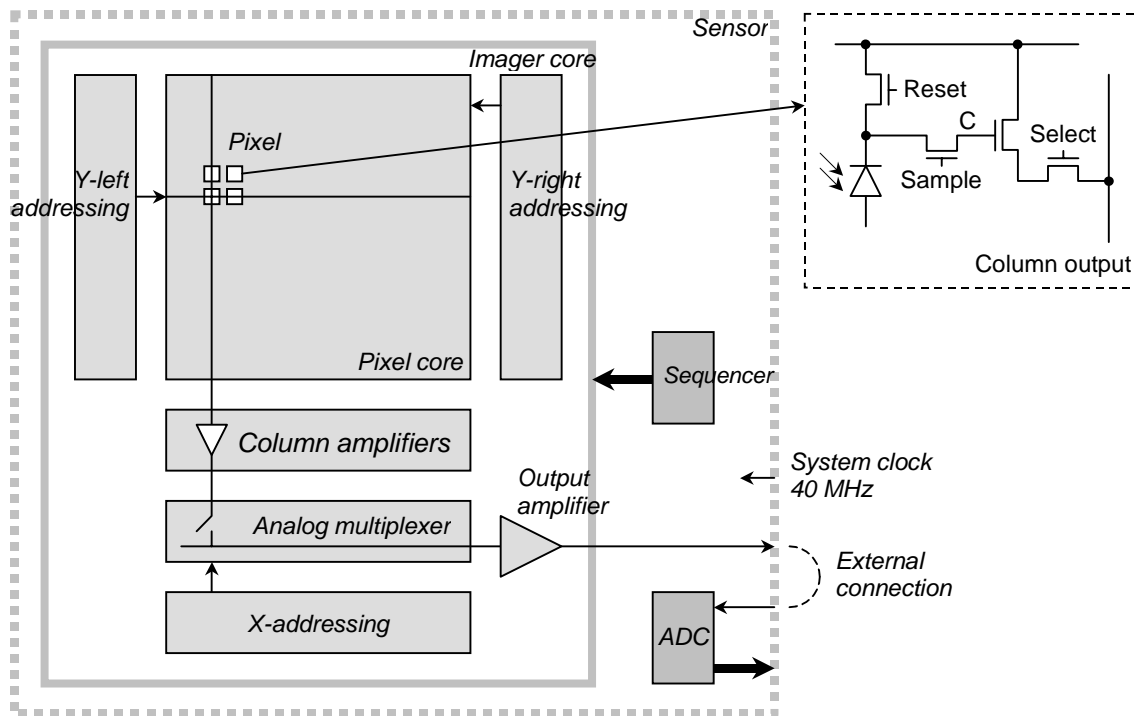 Sensor
Imager core
Reset
C
Select
Sample
Column output
Pixel
Y-left
addressing
Y-right
addressing
Pixel core
Sequencer
Column amplifiers
System clock
40 MHz
Output
amplifier
Analog multiplexer
External
connection
X-addressing
ADC